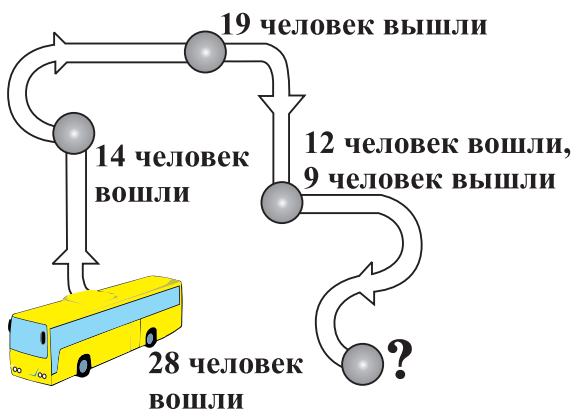 19 человек вышли
14 человек
вошли
12 человек вошли,
9 человек вышли
28 человек
вошли
?